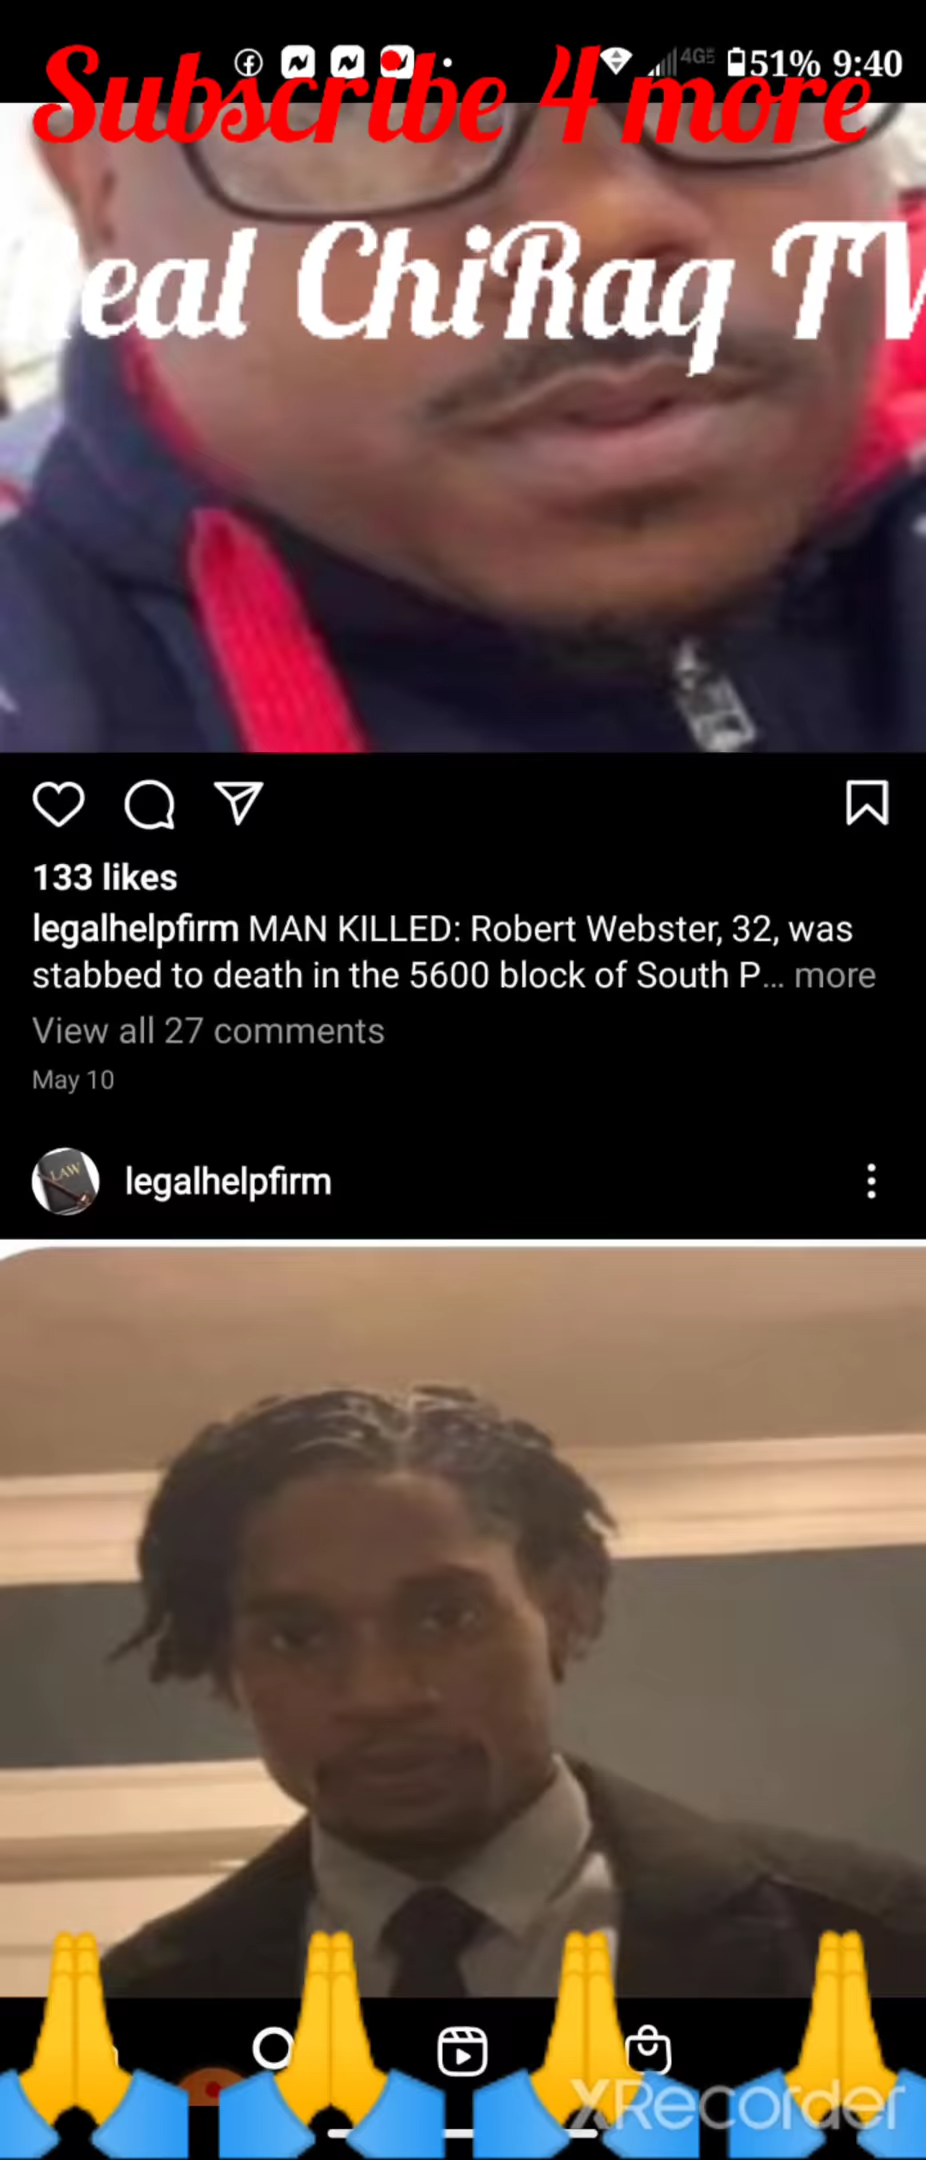 51% 9:40
Subscribe 4 more
eal ChiRaq TV
133 likes
legalhelpfirm MAN KILLED: Robert Webster, 32, was
stabbed to death in the 5600 block of South P... more
View all 27 comments
May 10
LAW
legalhelpfirm
XRecorder